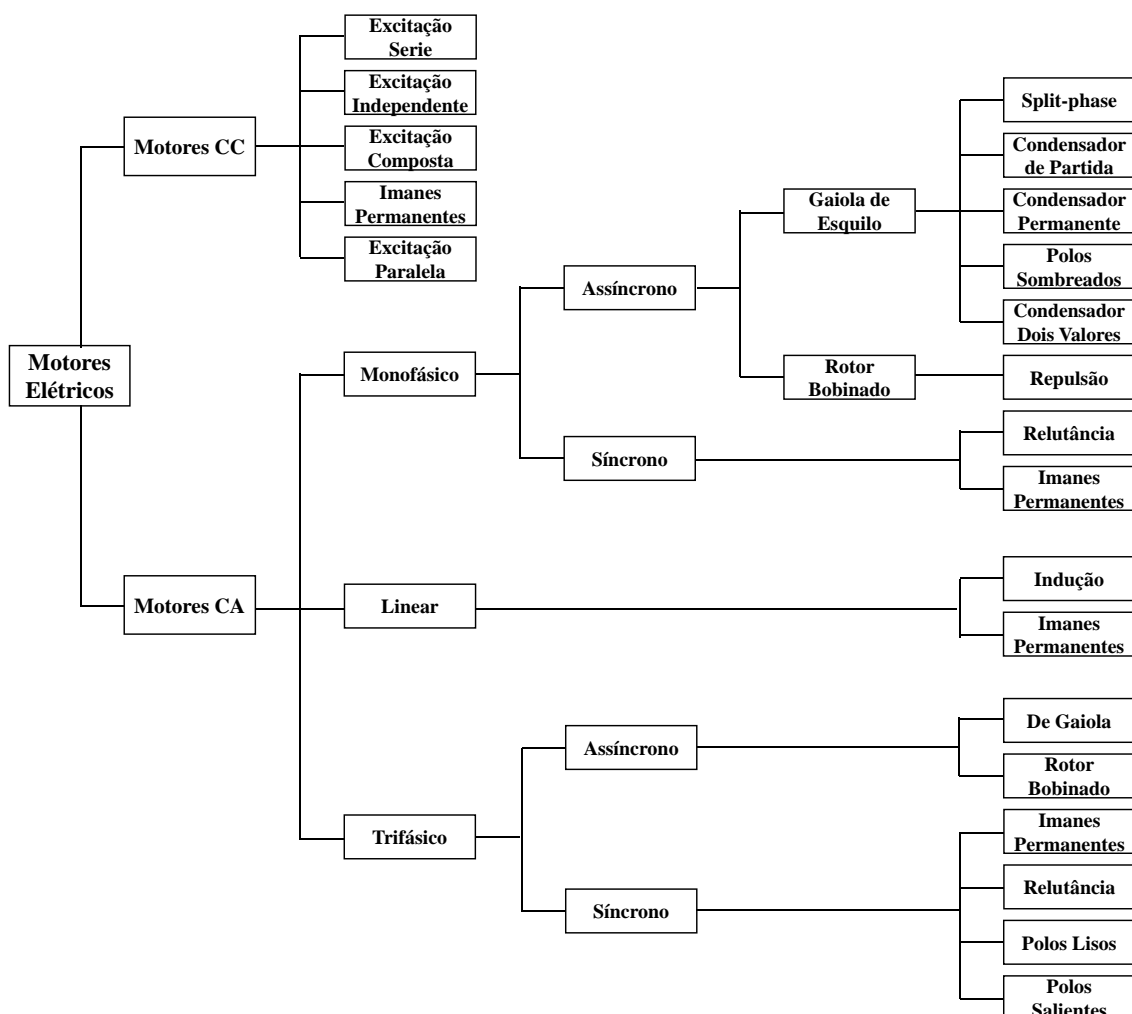 Motores
Elétricos
Motores CC
Excitação
Serie
Excitação
Independente
Excitação
Composta
Imanes
Permanentes
Excitação
Paralela
Motores CA
Monofásico
Assíncrono
Gaiola de
Esquilo
Split-phase
Condensador
de Partida
Condensador
Permanente
Polos
Sombreados
Condensador
Dois Valores
Rotor
Bobinado
Repulsão
Síncrono
Relutância
Imanes
Permanentes
Linear
Indução
Imanes
Permanentes
Trifásico
Assíncrono
De Gaiola
Rotor
Bobinado
Síncrono
Imanes
Permanentes
Relutância
Polos Lisos
Polos
Salientes